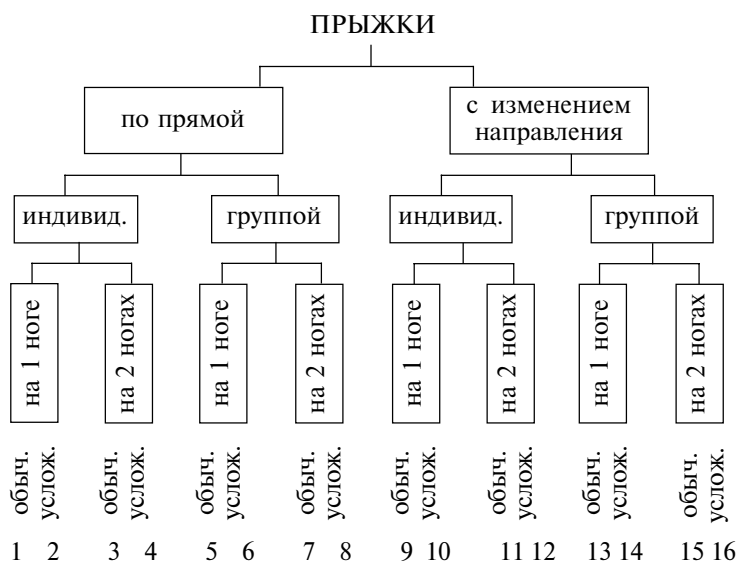 ПРЫЖКИ
по прямой
с изменением
направления
индивид.
группой
индивид.
группой
на 1 ноге
на 2 ногах
на 1 ноге
на 2 ногах
на 1 ноге
на 2 ногах
на 1 ноге
на 2 ногах
обыч.
услож.
обыч.
услож.
обыч.
услож.
обыч.
услож.
обыч.
услож.
обыч.
услож.
обыч.
услож.
обыч.
услож.
1 2 3 4 5 6 7 8 9 10 11 12 13 14 15 16